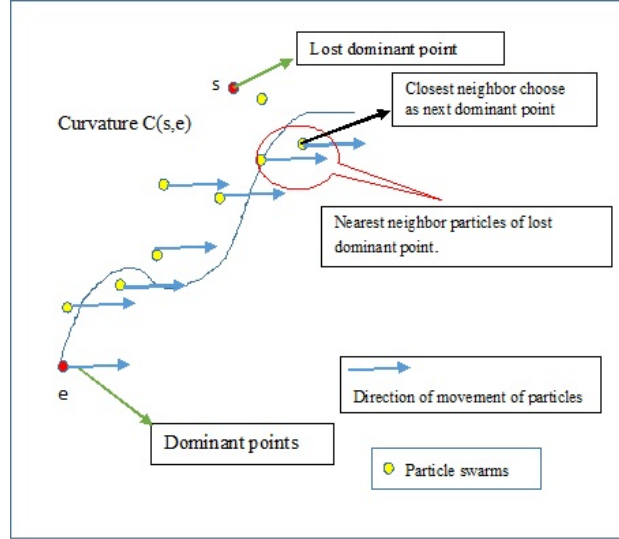 Lost dominant point
s
Closest neighbor choose
as next dominant point
Curvature C(s,e)
Nearest neighbor particles of lost
dominant point.
e
Direction of movement of particles
Dominant points
Particle swarms